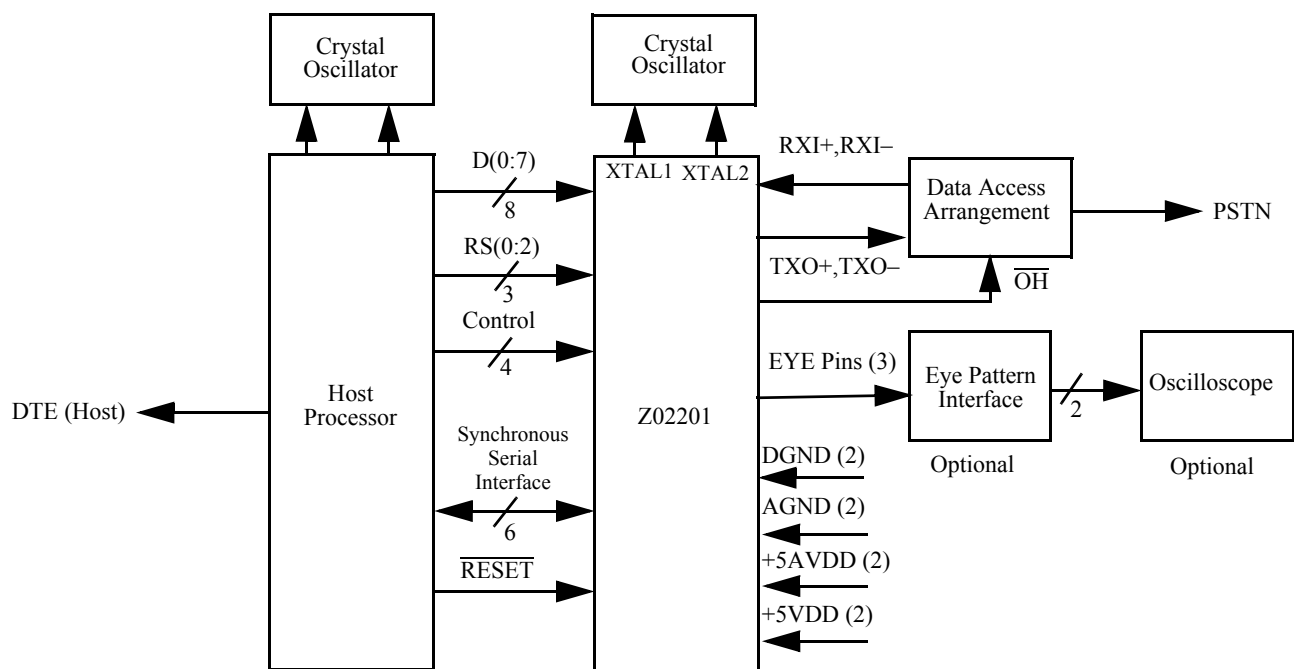 Crystal
Oscillator
Crystal
Oscillator
D(0:7)
8
RS(0:2)
3
Control
4
Synchronous
Serial
Interface
6
R̅E̅S̅E̅T̅
Host
Processor
DTE (Host)
XTAL1 XTAL2
Z02201
RXI+,RXI–
TXO+,TXO–
O̅H̅
Data Access
Arrangement
PSTN
EYE Pins (3)
Eye Pattern
Interface
Optional
2
Oscilloscope
Optional
DGND (2)
AGND (2)
+5AVDD (2)
+5VDD (2)